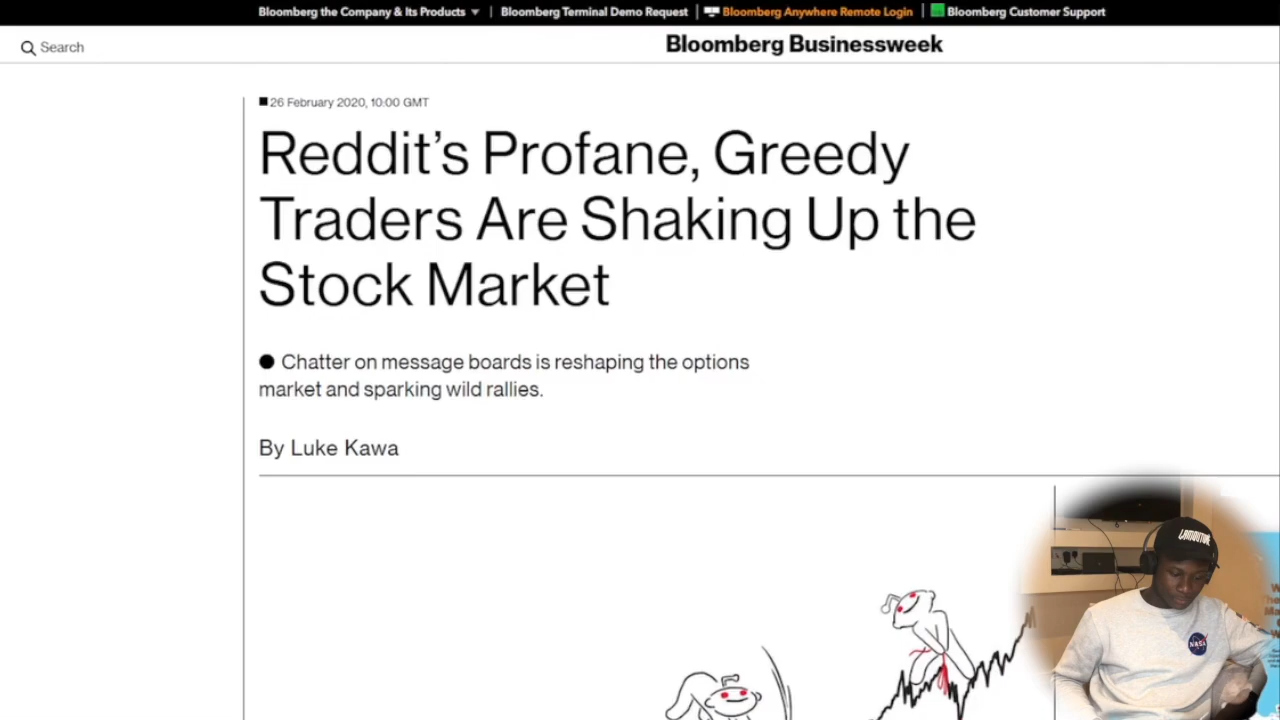 Bloomberg the Company & Its Products ▼ | Bloomberg Terminal Demo Request | Bloomberg Anywhere Remote Login | Bloomberg Customer Support
Search
Bloomberg Businessweek
26 February 2020, 10:00 GMT
Reddit's Profane, Greedy
Traders Are Shaking Up the
Stock Market
Chatter on message boards is reshaping the options
market and sparking wild rallies.
By Luke Kawa
NASA